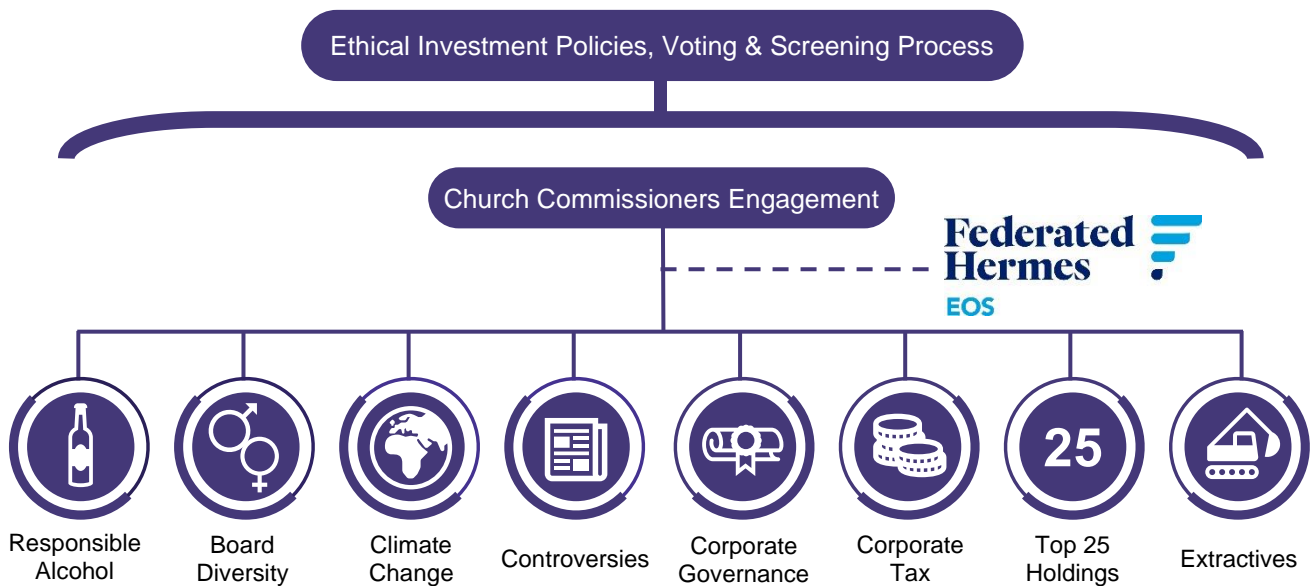 Ethical Investment Policies, Voting & Screening Process
Church Commissioners Engagement
Federated
Hermes
EOS
25
Responsible
Alcohol
Board
Diversity
Climate
Change
Controversies
Corporate
Governance
Corporate
Tax
Top 25
Holdings
Extractives